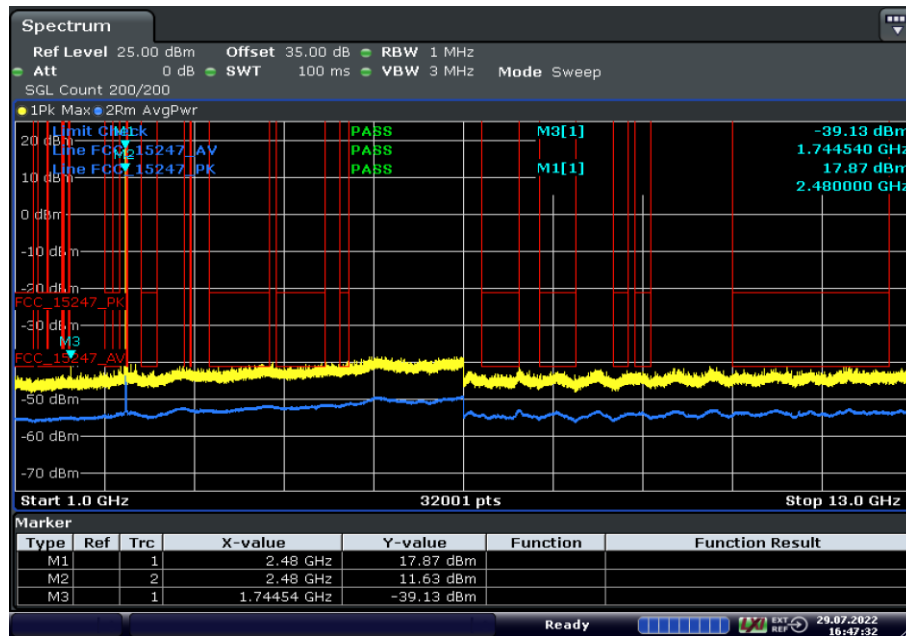 Spectrum
Ref Level 25.00 dBm Offset 35.00 dB RBW 1 MHz
Att 0 dB SWT 100 ms VBW 3 MHz Mode Sweep
SGL Count 200/200
1Pk Max 2Rm AvgPwr
Limit Check PASS M3[1] -39.13 dBm
20 dBm M1
Line FCC_15247_AV PASS 1.744540 GHz
M2
Line FCC_15247_PK PASS M1[1] 17.87 dBm
10 dBm 2.480000 GHz
0 dBm
-10 dBm
-20 dBm
FCC_15247_PK
-30 dBm
M3
FCC_15247_AV
-50 dBm
-60 dBm
-70 dBm
Start 1.0 GHz 32001 pts Stop 13.0 GHz
Marker
Type Ref Trc X-value Y-value Function Function Result
M1 1 2.48 GHz 17.87 dBm
M2 2 2.48 GHz 11.63 dBm
M3 1 1.74454 GHz -39.13 dBm
Ready LXI EXT REF 29.07.2022
16:47:32